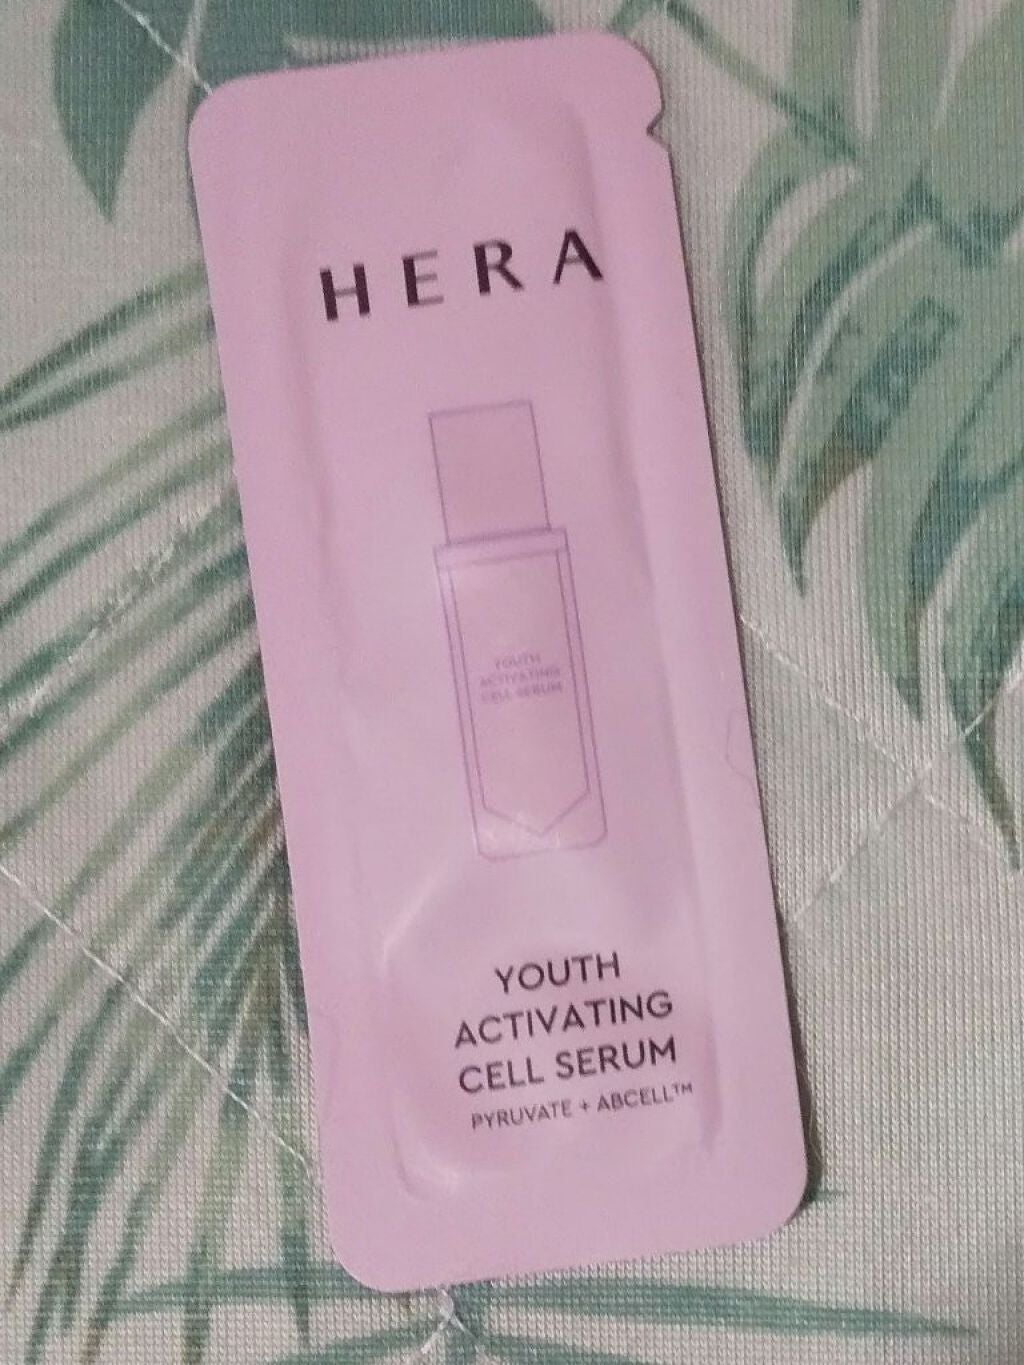 HERA
YOUTH
ACTIVATING
CELL SERUM
YOUTH
ACTIVATING
CELL SERUM
PYRUVATE + ABCELL™